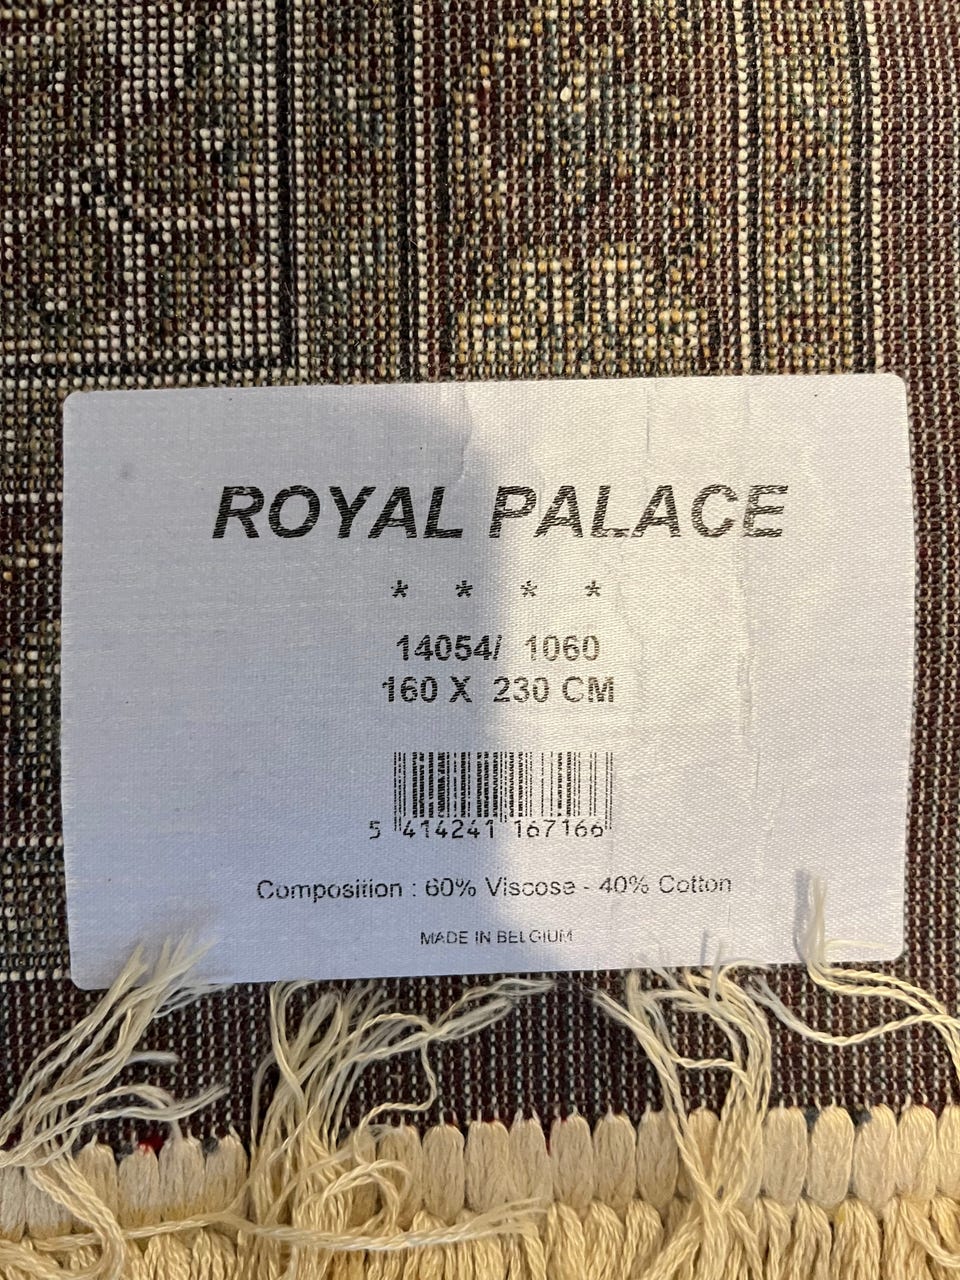 ROYAL PALACE
* * * *
14054/ 1060
160 X 230 CM
5 414241 167166
Composition : 60% Viscose - 40% Cotton
MADE IN BELGIUM